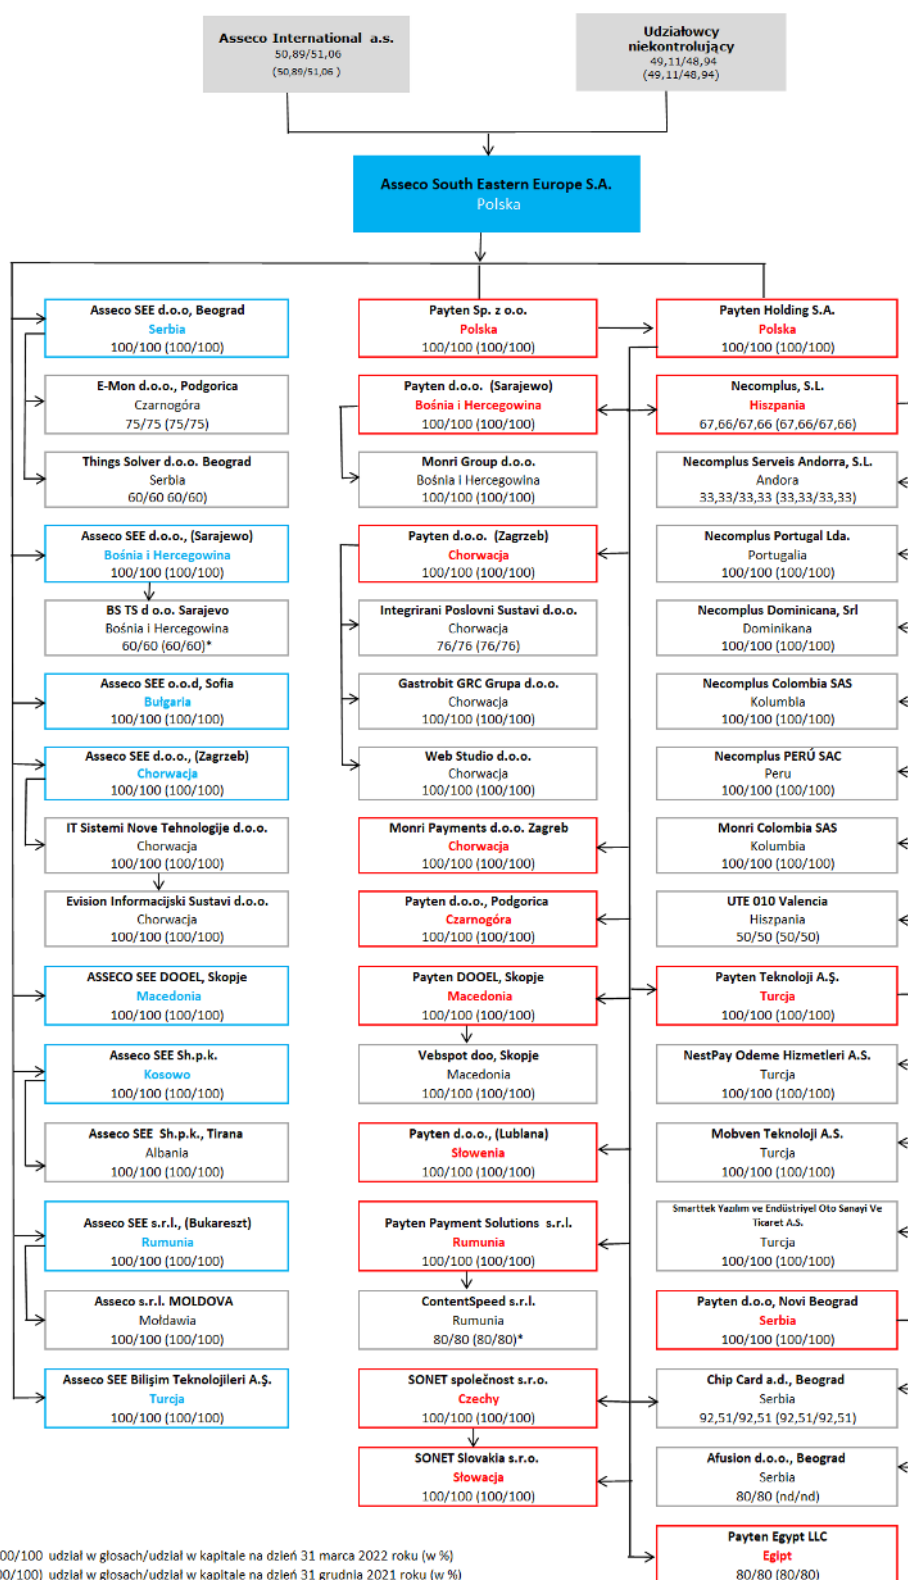 Asseco International a.s.
50,89/51,06
(50,89/51,06 )
Udziałowcy
niekontrolujący
49,11/48,94
(49,11/48,94)
Asseco South Eastern Europe S.A.
Polska
Asseco SEE d.o.o, Beograd
Serbia
100/100 (100/100)
E-Mon d.o.o., Podgorica
Czarnogóra
75/75 (75/75)
Things Solver d.o.o. Beograd
Serbia
60/60 60/60)
Asseco SEE d.o.o., (Sarajewo)
Bośnia i Hercegowina
100/100 (100/100)
BS TS d o.o. Sarajevo
Bośnia i Hercegowina
60/60 (60/60)*
Asseco SEE o.o.d, Sofia
Bułgaria
100/100 (100/100)
Asseco SEE d.o.o., (Zagrzeb)
Chorwacja
100/100 (100/100)
IT Sistemi Nove Tehnologije d.o.o.
Chorwacja
100/100 (100/100)
Evision Informacijski Sustavi d.o.o.
Chorwacja
100/100 (100/100)
ASSECO SEE DOOEL, Skopje
Macedonia
100/100 (100/100)
Asseco SEE Sh.p.k.
Kosowo
100/100 (100/100)
Asseco SEE Sh.p.k., Tirana
Albania
100/100 (100/100)
Asseco SEE s.r.l., (Bukareszt)
Rumunia
100/100 (100/100)
Asseco s.r.l. MOLDOVA
Mołdawia
100/100 (100/100)
Asseco SEE Bilişim Teknolojileri A.Ş.
Turcja
100/100 (100/100)
Payten Sp. z o.o.
Polska
100/100 (100/100)
Payten d.o.o. (Sarajewo)
Bośnia i Hercegowina
100/100 (100/100)
Monri Group d.o.o.
Bośnia i Hercegowina
100/100 (100/100)
Payten d.o.o. (Zagrzeb)
Chorwacja
100/100 (100/100)
Integrirani Poslovni Sustavi d.o.o.
Chorwacja
76/76 (76/76)
Gastrobit GRC Grupa d.o.o.
Chorwacja
100/100 (100/100)
Web Studio d.o.o.
Chorwacja
100/100 (100/100)
Monri Payments d.o.o. Zagreb
Chorwacja
100/100 (100/100)
Payten d.o.o., Podgorica
Czarnogóra
100/100 (100/100)
Payten DOOEL, Skopje
Macedonia
100/100 (100/100)
Vebspot doo, Skopje
Macedonia
100/100 (100/100)
Payten d.o.o., (Lublana)
Słowenia
100/100 (100/100)
Payten Payment Solutions s.r.l.
Rumunia
100/100 (100/100)
ContentSpeed s.r.l.
Rumunia
80/80 (80/80)*
SONET společnost s.r.o.
Czechy
100/100 (100/100)
SONET Slovakia s.r.o.
Słowacja
100/100 (100/100)
Payten Holding S.A.
Polska
100/100 (100/100)
Necomplus, S.L.
Hiszpania
67,66/67,66 (67,66/67,66)
Necomplus Serveis Andorra, S.L.
Andora
33,33/33,33 (33,33/33,33)
Necomplus Portugal Lda.
Portugalia
100/100 (100/100)
Necomplus Dominicana, Srl
Dominikana
100/100 (100/100)
Necomplus Colombia SAS
Kolumbia
100/100 (100/100)
Necomplus PERÚ SAC
Peru
100/100 (100/100)
Monri Colombia SAS
Kolumbia
100/100 (100/100)
UTE 010 Valencia
Hiszpania
50/50 (50/50)
Payten Teknoloji A.Ş.
Turcja
100/100 (100/100)
NestPay Odeme Hizmetleri A.S.
Turcja
100/100 (100/100)
Mobven Teknoloji A.S.
Turcja
100/100 (100/100)
Smarttek Yazılım ve Endüstriyel Oto Sanayi Ve
Ticaret A.S.
Turcja
100/100 (100/100)
Payten d.o.o, Novi Beograd
Serbia
100/100 (100/100)
Chip Card a.d., Beograd
Serbia
92,51/92,51 (92,51/92,51)
Afusion d.o.o., Beograd
Serbia
80/80 (nd/nd)
Payten Egypt LLC
Egipt
80/80 (80/80)
00/100 udział w głosach/udział w kapitale na dzień 31 marca 2022 roku (w %)
00/100) udział w głosach/udział w kapitale na dzień 31 grudnia 2021 roku (w %)